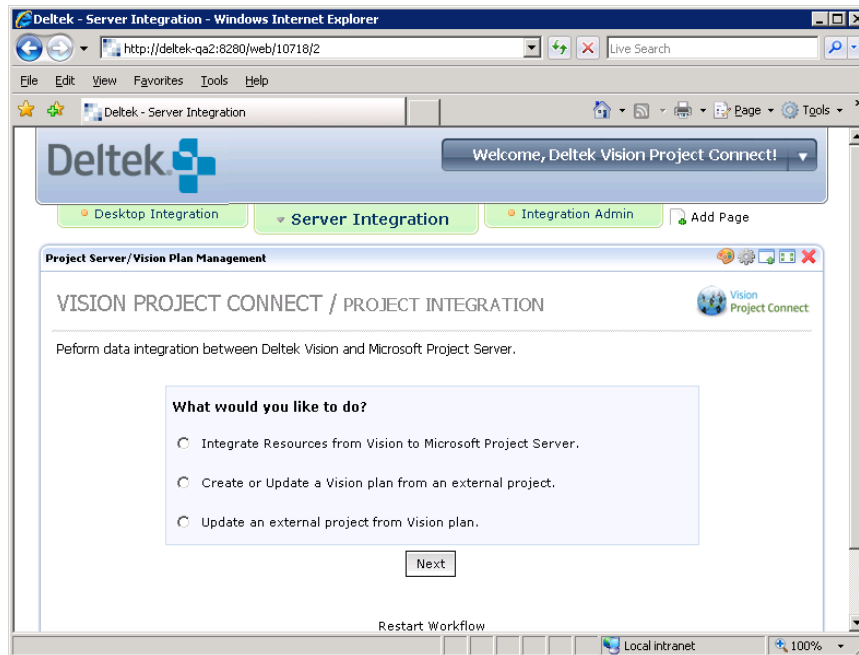 Deltek - Server Integration - Windows Internet Explorer
http://deltek-qa2:8280/web/10718/2
Live Search
File Edit View Favorites Tools Help
Deltek - Server Integration
Page Tools
Deltek
Welcome, Deltek Vision Project Connect!
Desktop Integration Server Integration Integration Admin Add Page
Project Server/Vision Plan Management
VISION PROJECT CONNECT / PROJECT INTEGRATION
Vision
Project Connect
Peform data integration between Deltek Vision and Microsoft Project Server.
What would you like to do?
Integrate Resources from Vision to Microsoft Project Server.
Create or Update a Vision plan from an external project.
Update an external project from Vision plan.
Next
Restart Workflow
Local intranet
100%